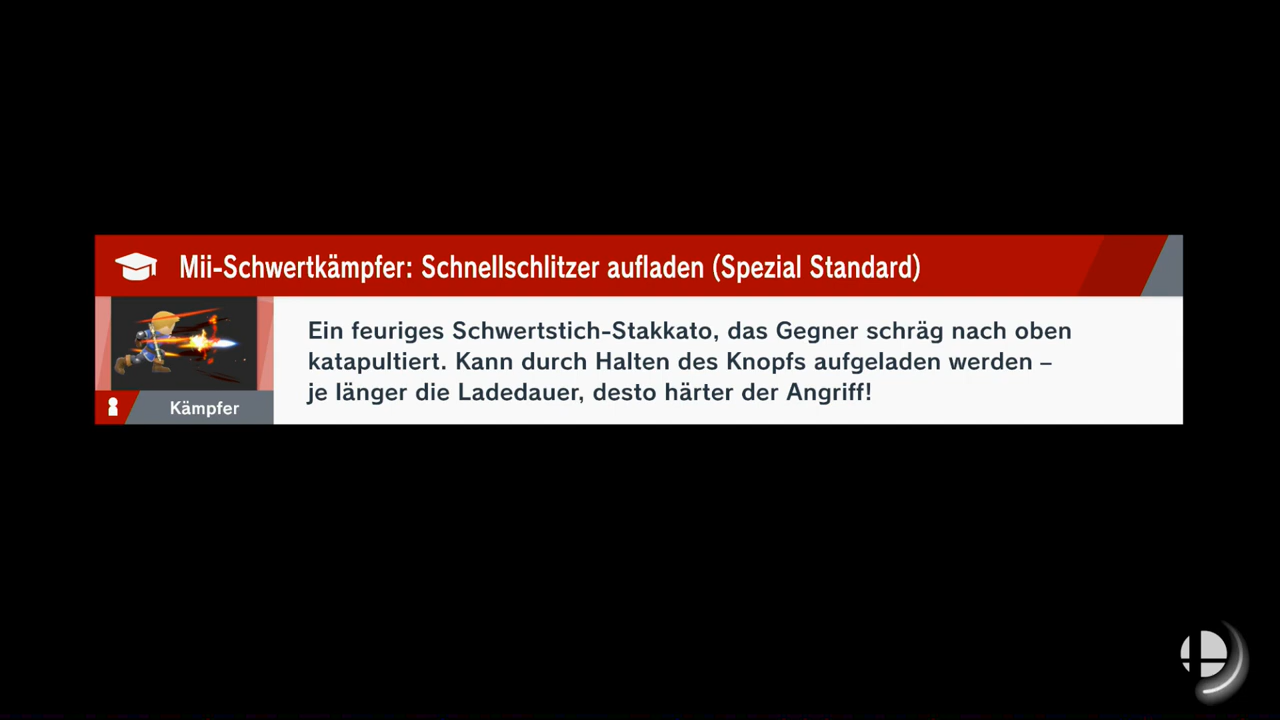 Mii-Schwertkämpfer: Schnellschlitzer aufladen (Spezial Standard)
Ein feuriges Schwertstich-Stakkato, das Gegner schräg nach oben
katapultiert. Kann durch Halten des Knopfs aufgeladen werden –
je länger die Ladedauer, desto härter der Angriff!
Kämpfer